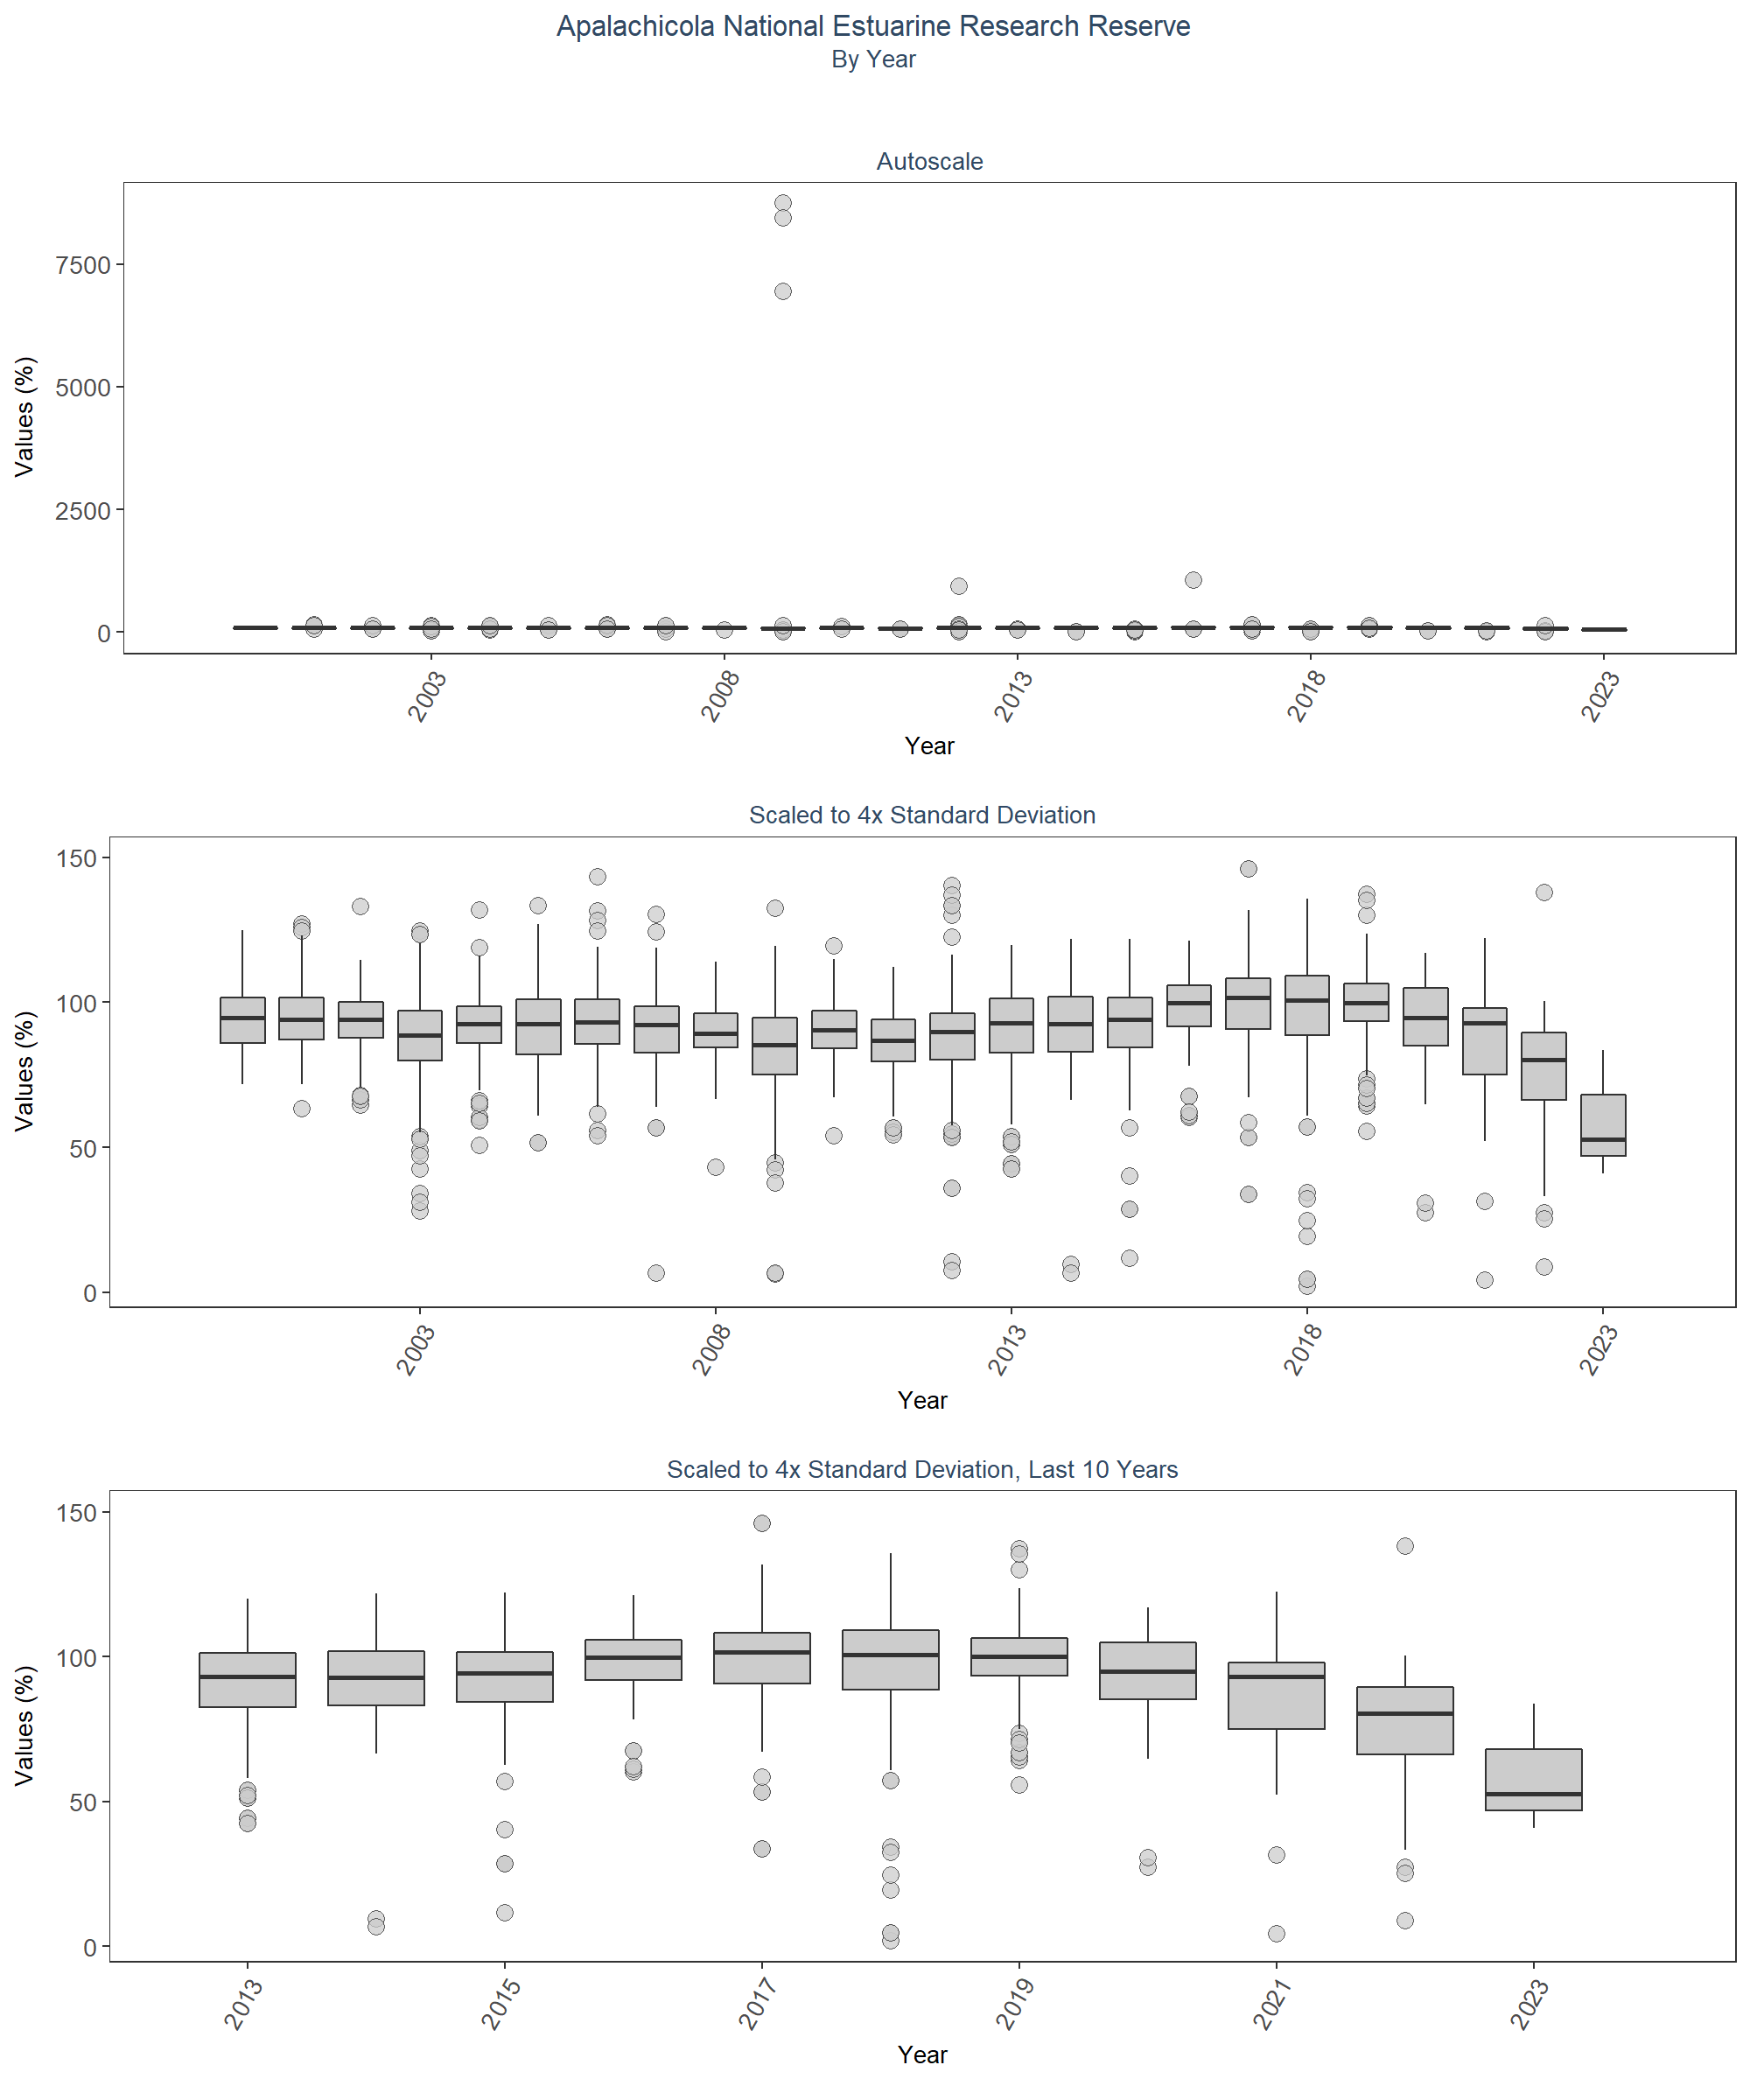 Apalachicola National Estuarine Research Reserve
By Year
Autoscale
Values (%)
7500
5000
2500
0
2003 2008 2013 2018 2023
Year
Scaled to 4x Standard Deviation
Values (%)
150
100
50
0
2003 2008 2013 2018 2023
Year
Scaled to 4x Standard Deviation, Last 10 Years
Values (%)
150
100
50
0
2013 2015 2017 2019 2021 2023
Year